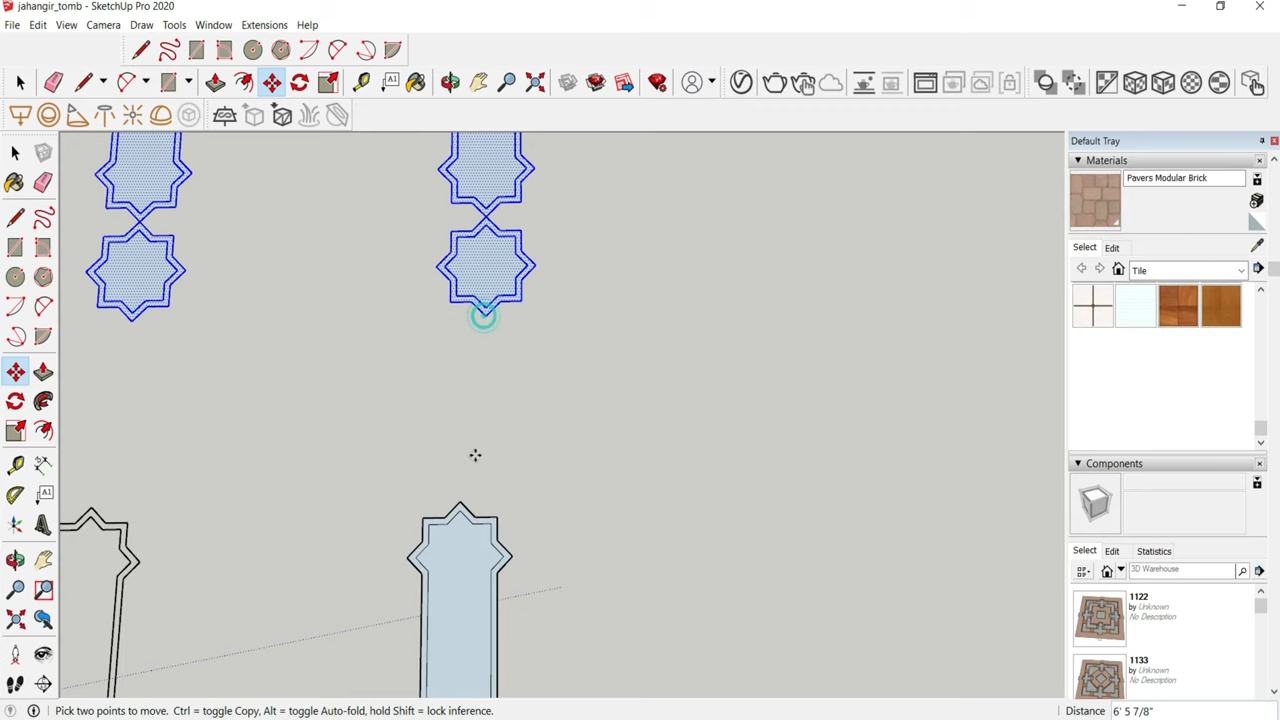 jahangir_tomb - SketchUp Pro 2020
File Edit View Camera Draw Tools Window Extensions Help
A1
Default Tray
Materials
Pavers Modular Brick
Select Edit
Tile
Components
A1
Select Edit Statistics
3D Warehouse
1122
by Unknown
No Description
1133
by Unknown
No Description
Pick two points to move. Ctrl = toggle Copy, Alt = toggle Auto-fold, hold Shift = lock inference.
Distance 6' 5 7/8"